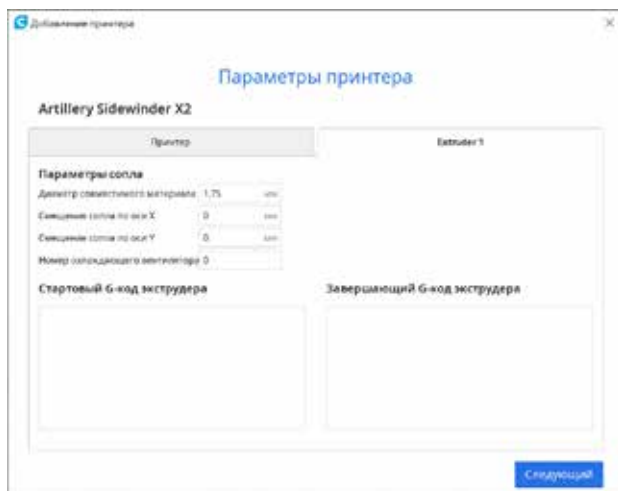 Добавление принтера
Параметры принтера
Artillery Sidewinder X2
Принтер
Extruder 1
Параметры сопла
Диаметр совместимого материала 1,75 мм
Смещение сопла по оси X 0 мм
Смещение сопла по оси Y 0 мм
Номер охлаждающего вентилятора 0
Стартовый G-код экструдера
Завершающий G-код экструдера
Следующий